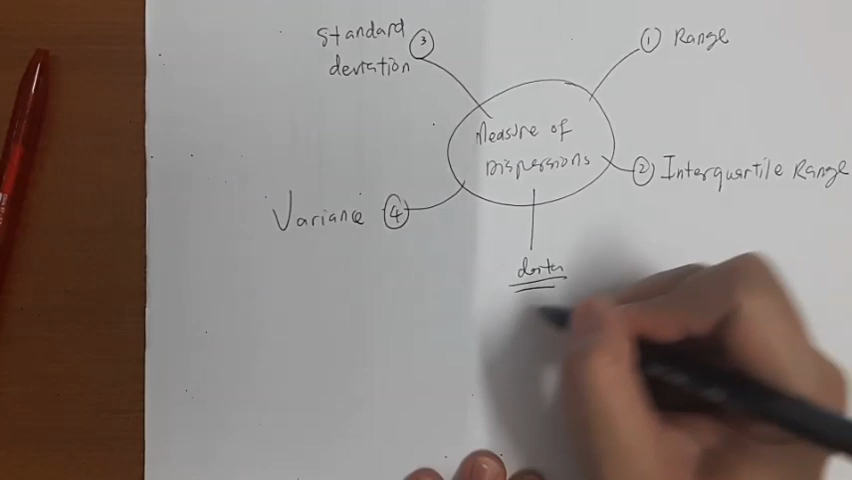 Standard
deviation
③
① Range
Measure of
Dispersions
② Interquartile Range
Variance ④
data